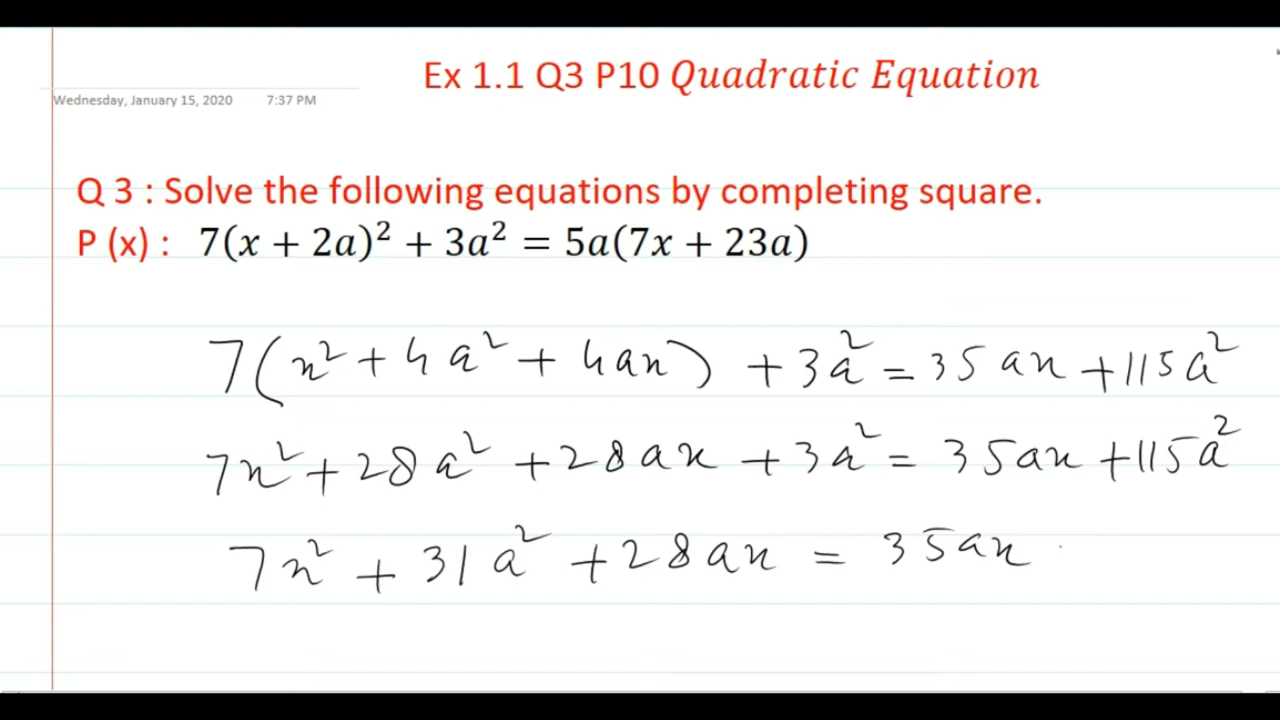 Ex 1.1 Q3 P10 Quadratic Equation
Wednesday, January 15, 2020 7:37 PM
Q 3 : Solve the following equations by completing square.
P (x) : 7(x + 2a)² + 3a² = 5a(7x + 23a)
7(x² + 4a² + 4ax) + 3a² = 35ax + 115a²
7x² + 28a² + 28ax + 3a² = 35ax + 115a²
7x² + 31a² + 28ax = 35ax